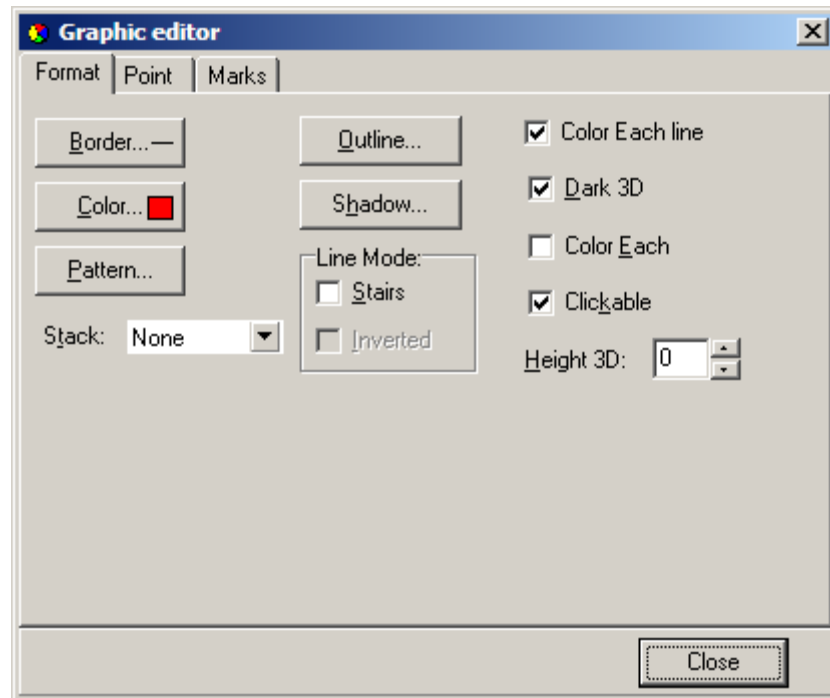 Graphic editor
Format Point Marks
Border...
Color...
Pattern...
Stack: None
Outline...
Shadow...
Line Mode:
Stairs
Inverted
Color Each line
Dark 3D
Color Each
Clickable
Height 3D: 0
Close